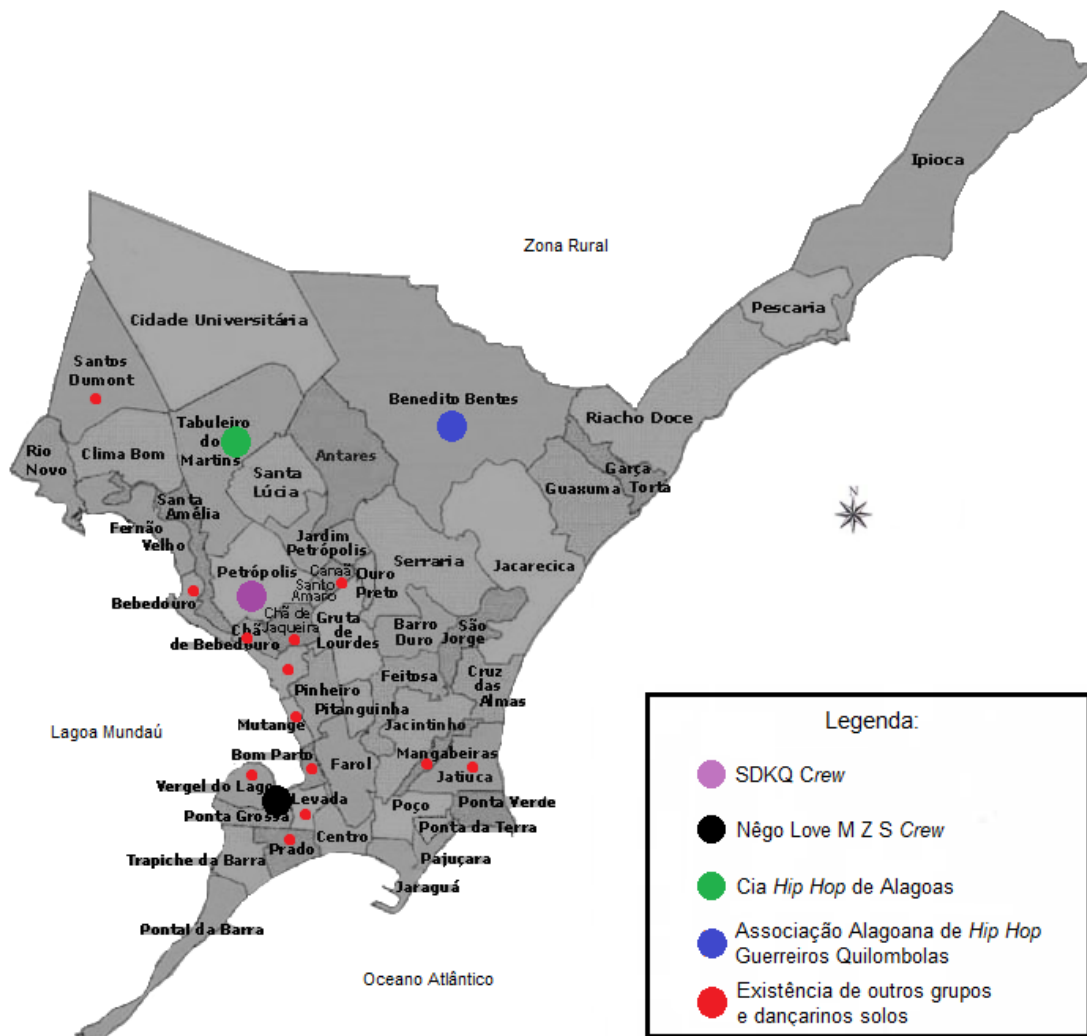 Ipioca
Zona Rural
Pescaria
Cidade Universitária
Santos
Dumont
Benedito Bentes
Riacho Doce
Tabuleiro
do
Martins
Rio
Novo
Clima Bom
Antares
Santa
Lúcia
Garça
Torta
Guaxuma
Santa
Amélia
Fernão
Velho
Jardim
Petrópolis
Serraria
Jacarecica
Petrópolis
Canaã
Santo
Amaro
Ouro
Preto
Bebedouro
Chã de
Jaqueira
Gruta
de
Lourdes
Chã
de Bebedouro
Barro
Duro
São
Jorge
Feitosa
Cruz
das
Almas
Pinheiro
Pitanguinha
Jacintinho
Mutange
Lagoa Mundaú
Bom Parto
Farol
Mangabeiras
Jatiuca
Vergel do Lago
Levada
Ponta Grossa
Poço
Ponta Verde
Ponta da Terra
Centro
Prado
Trapiche da Barra
Pajuçara
Jaraguá
Pontal da Barra
Oceano Atlântico
N
Legenda:
SDKQ Crew
Nêgo Love M Z S Crew
Cia Hip Hop de Alagoas
Associação Alagoana de Hip Hop
Guerreiros Quilombolas
Existência de outros grupos
e dançarinos solos